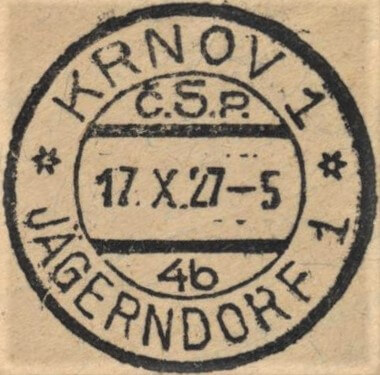 KRNOV 1
Č.S.P.
17. X. 27-5
4b
JÄGERNDORF 1